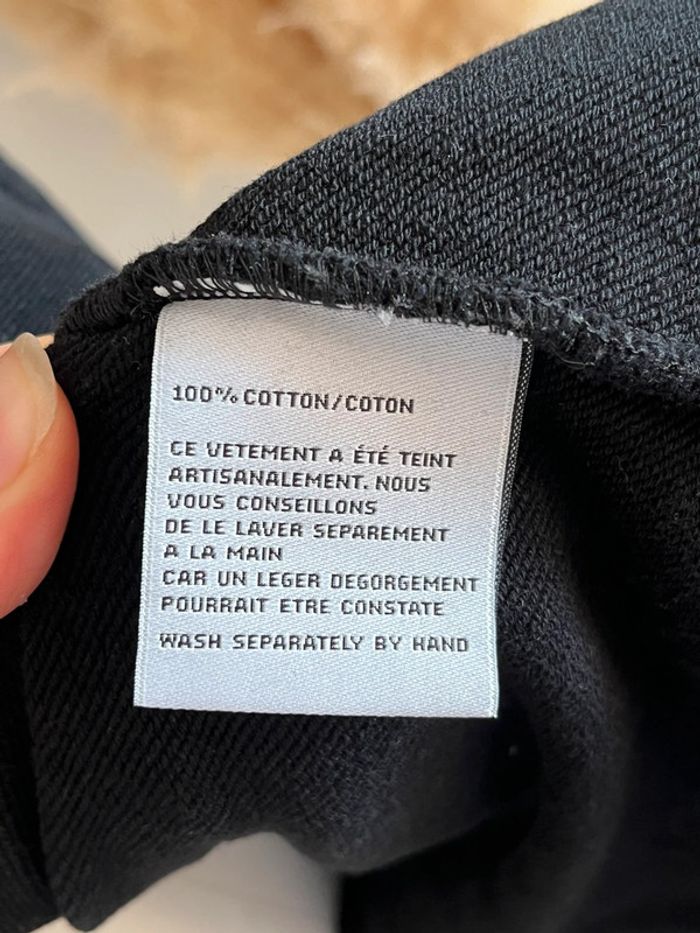 100% COTTON/COTON
CE VETEMENT A ÉTÉ TEINT
ARTISANALEMENT. NOUS
VOUS CONSEILLONS
DE LE LAVER SEPAREMENT
A LA MAIN
CAR UN LEGER DEGORGEMENT
POURRAIT ETRE CONSTATE
WASH SEPARATELY BY HAND